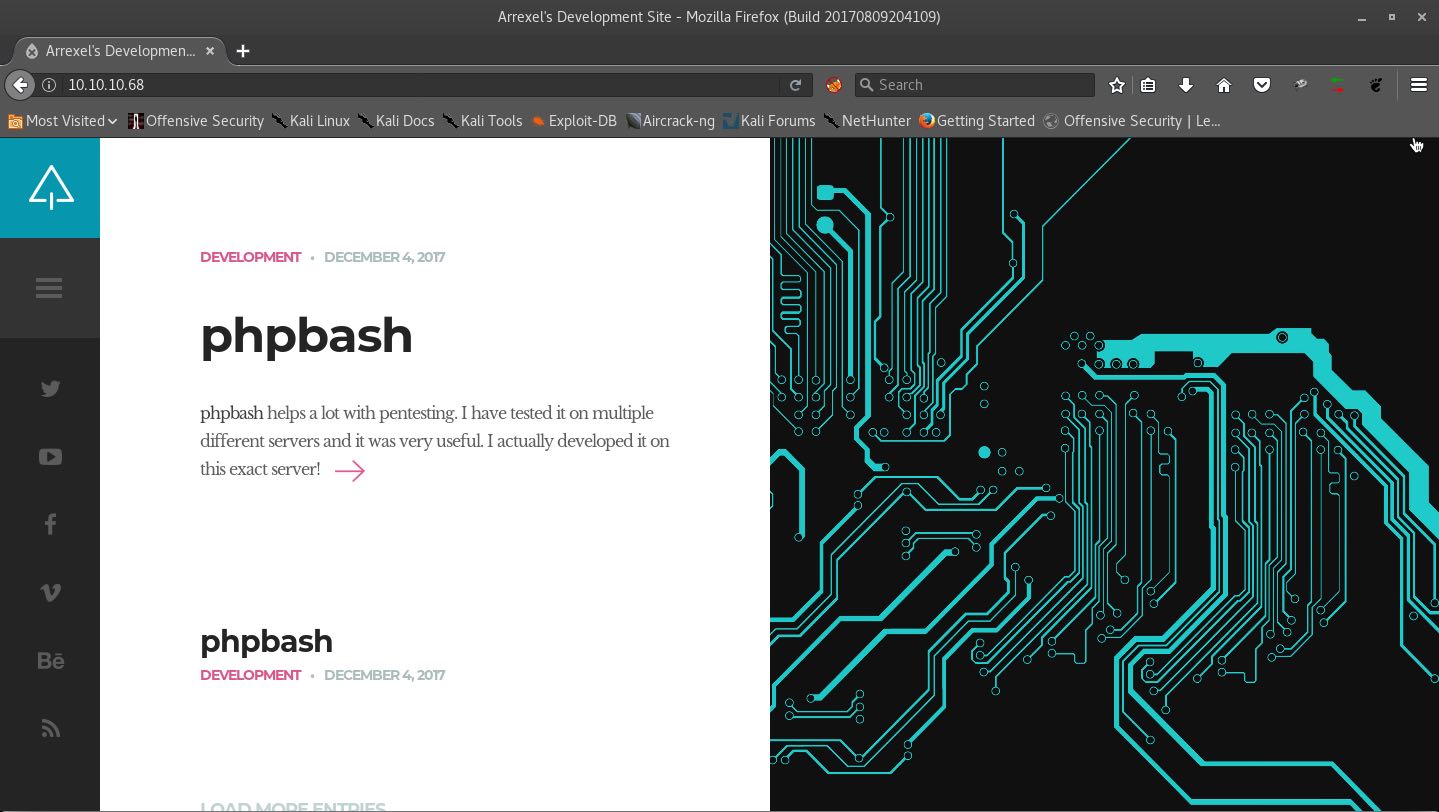 Arrexel's Development Site - Mozilla Firefox (Build 20170809204109)
Arrexel's Developmen...
10.10.10.68
Search
Most Visited
Offensive Security
Kali Linux
Kali Docs
Kali Tools
Exploit-DB
Aircrack-ng
Kali Forums
NetHunter
Getting Started
Offensive Security | Le...
DEVELOPMENT • DECEMBER 4, 2017
phpbash
phpbash helps a lot with pentesting. I have tested it on multiple
different servers and it was very useful. I actually developed it on
this exact server!
Bē
phpbash
DEVELOPMENT • DECEMBER 4, 2017
LOAD MORE ENTRIES